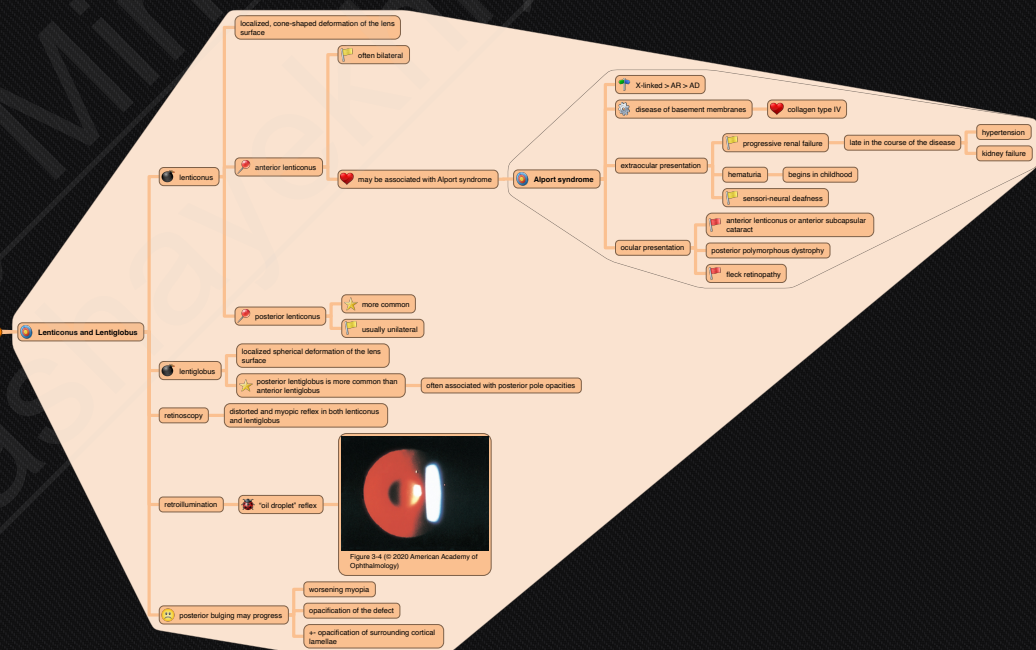 Lenticonus and Lentiglobus
lenticonus
localized, cone-shaped deformation of the lens
surface
anterior lenticonus
often bilateral
may be associated with Alport syndrome
Alport syndrome
X-linked > AR > AD
disease of basement membranes
collagen type IV
extraocular presentation
progressive renal failure
late in the course of the disease
hypertension
kidney failure
hematuria
begins in childhood
sensori-neural deafness
ocular presentation
anterior lenticonus or anterior subcapsular
cataract
posterior polymorphous dystrophy
fleck retinopathy
posterior lenticonus
more common
usually unilateral
lentiglobus
localized spherical deformation of the lens
surface
posterior lentiglobus is more common than
anterior lentiglobus
often associated with posterior pole opacities
retinoscopy
distorted and myopic reflex in both lenticonus
and lentiglobus
retroillumination
"oil droplet" reflex
Figure 3-4 (© 2020 American Academy of
Ophthalmology)
posterior bulging may progress
worsening myopia
opacification of the defect
+- opacification of surrounding cortical
lamellae